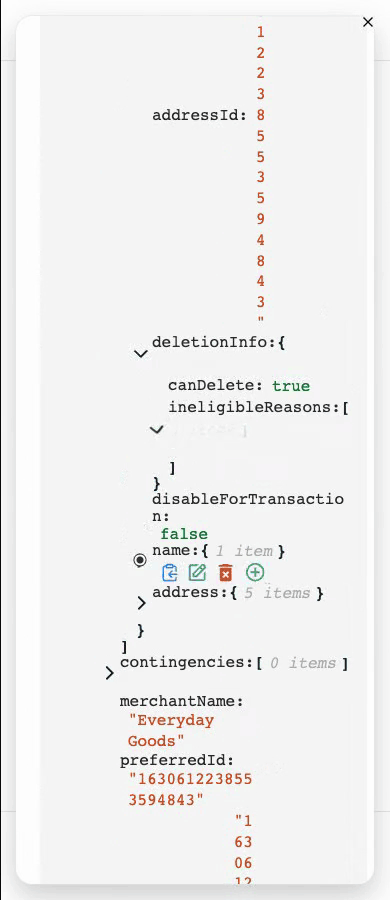 1
2
2
3
addressId: 8
5
5
3
5
9
4
8
4
3
"
deletionInfo:{
canDelete: true
ineligibleReasons:[
]
}
disableForTransactio
n:
false
name:{ 1 item }
address:{ 5 items }
}
]
contingencies:[ 0 items ]
merchantName:
"Everyday
Goods"
preferredId:
"163061223855
3594843"
"1
63
06
12